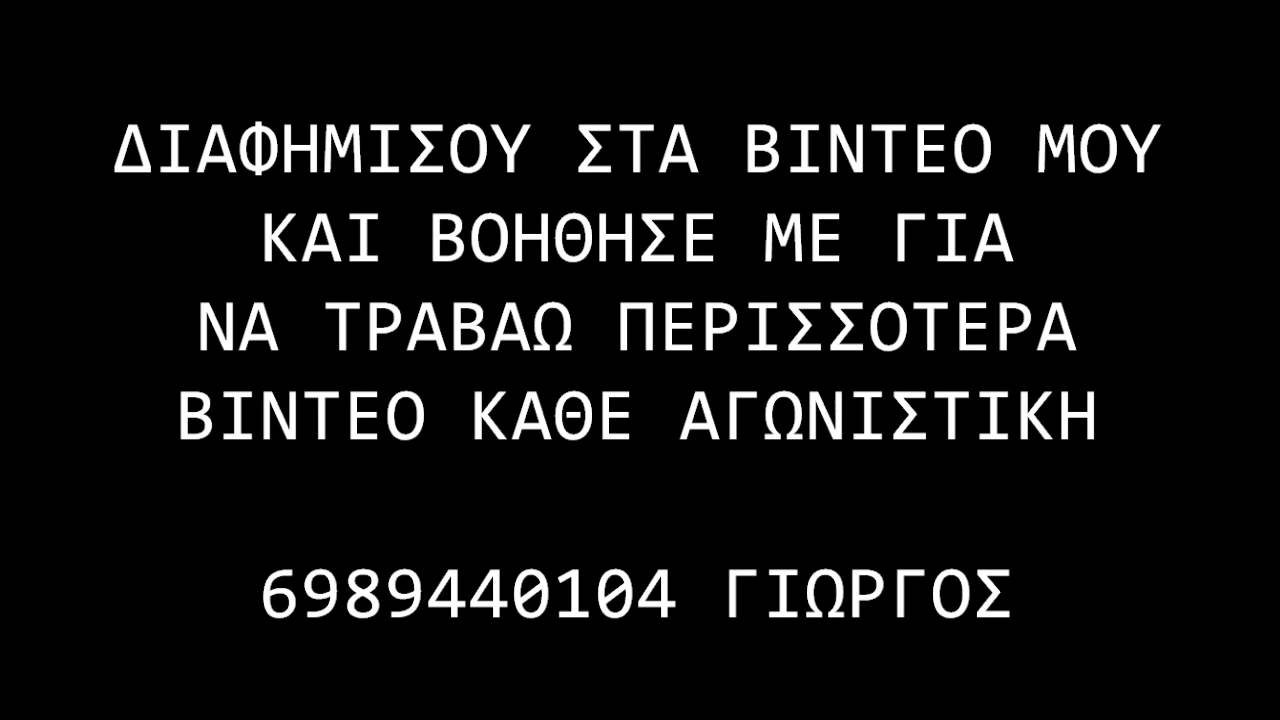 ΔΙΑΦΗΜΙΣΟΥ ΣΤΑ ΒΙΝΤΕΟ ΜΟΥ
ΚΑΙ ΒΟΗΘΗΣΕ ΜΕ ΓΙΑ
ΝΑ ΤΡΑΒΑΩ ΠΕΡΙΣΣΟΤΕΡΑ
ΒΙΝΤΕΟ ΚΑΘΕ ΑΓΩΝΙΣΤΙΚΗ
6989440104 ΓΙΩΡΓΟΣ